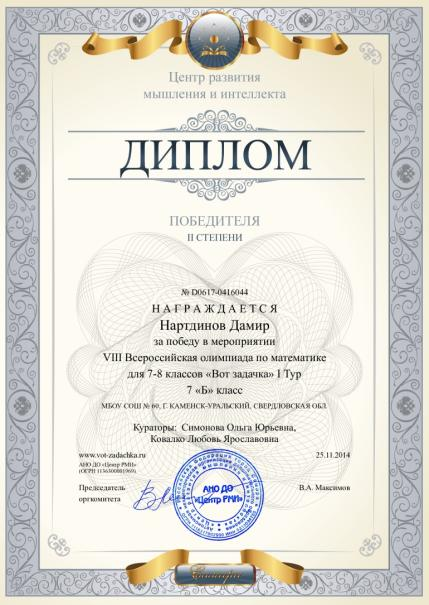 Центр развития
мышления и интеллекта
ДИПЛОМ
ПОБЕДИТЕЛЯ
II СТЕПЕНИ
№ D0617-0416044
НАГРАЖДАЕТСЯ
Нартдинов Дамир
за победу в мероприятии
VIII Всероссийская олимпиада по математике
для 7-8 классов «Вот задачка» I Тур
7 «Б» класс
МБОУ СОШ № 60, Г. КАМЕНСК-УРАЛЬСКИЙ, СВЕРДЛОВСКАЯ ОБЛ.
Кураторы: Симонова Ольга Юрьевна,
Ковалко Любовь Ярославовна
www.vot-zadachka.ru 25.11.2014
АНО ДО «Центр РМИ»
Председатель
оргкомитета
АНО ДО
«Центр РМИ»
В.А. Максимов